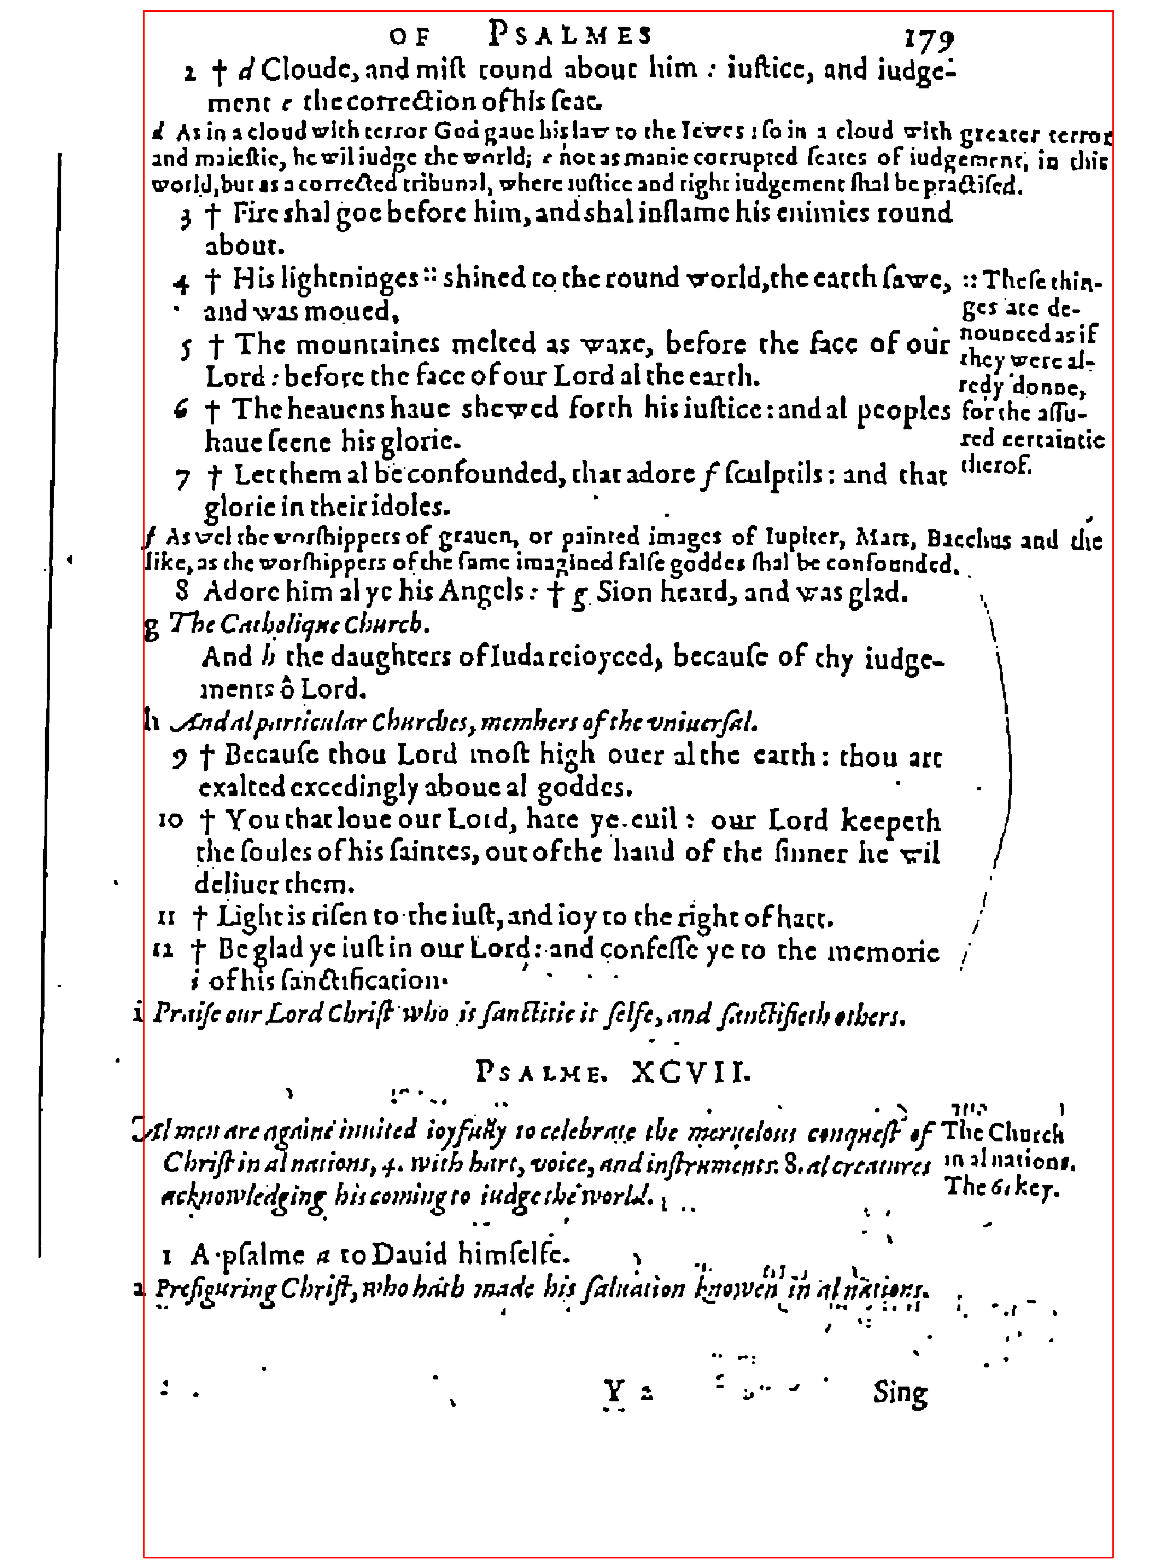 OF PSALMES 179
2 † d Cloude, and miſt round about him : iuſtice, and iudge-
ment e the correction of his ſeat.
d As in a cloud with terror God gaue his law to the Iewes : ſo in a cloud with greater terror
and maieſtie, he wil iudge the world; e not as manie corrupted ſeates of iudgement, in this
world, but as a corrected tribunal, where iuſtice and right iudgement ſhal be practiſed.
3 † Fire shal goe before him, and shal inflame his enimies round
about.
4 † His lightninges :: shined to the round world, the earth ſawe,
and was moued,
:: Theſe thin-
ges are de-
nounced as if
they were al-
redy donne,
for the aſſu-
red certaintie
therof.
5 † The mountaines melted as waxe, before the face of our
Lord : before the face of our Lord al the earth.
6 † The heauens haue shewed forth his iuſtice : and al peoples
haue ſeene his glorie.
7 † Let them al be confounded, that adore f ſculptils : and that
glorie in their idoles.
f As wel the worſhippers of grauen, or painted images of Iupiter, Mars, Bacchus and the
like, as the worſhippers of the ſame imagined falſe goddes ſhal be confounded.
8 Adore him al ye his Angels : † g Sion heard, and was glad.
g The Catholique Church.
And h the daughters of Iuda reioyced, becauſe of thy iudge-
ments ô Lord.
h And al particular Churches, members of the vniuerſal.
9 † Becauſe thou Lord moſt high ouer al the earth : thou art
exalted excedingly aboue al goddes.
10 † You that loue our Lord, hate ye euil : our Lord keepeth
the ſoules of his ſaintes, out of the hand of the ſinner he wil
deliuer them.
11 † Light is riſen to the iuſt, and ioy to the right of hart.
12 † Be glad ye iuſt in our Lord : and confeſſe ye to the memorie
i of his ſanctification.
i Praiſe our Lord Chriſt who is ſanctitie it ſelfe, and ſanctifieth others.
PSALME. XCVII.
Al men are againe inuited ioyfully to celebrate the meruelous conqueſt of
Chriſt in al nations, 4. with hart, voice, and inſtruments. 8. al creatures
acknowledging his coming to iudge the world.
The Church
in al nations.
The 6. key.
1 A pſalme a to Dauid himſelfe.
a Prefiguring Chriſt, who hath made his ſaluation knowen in al nations.
Y 2 Sing